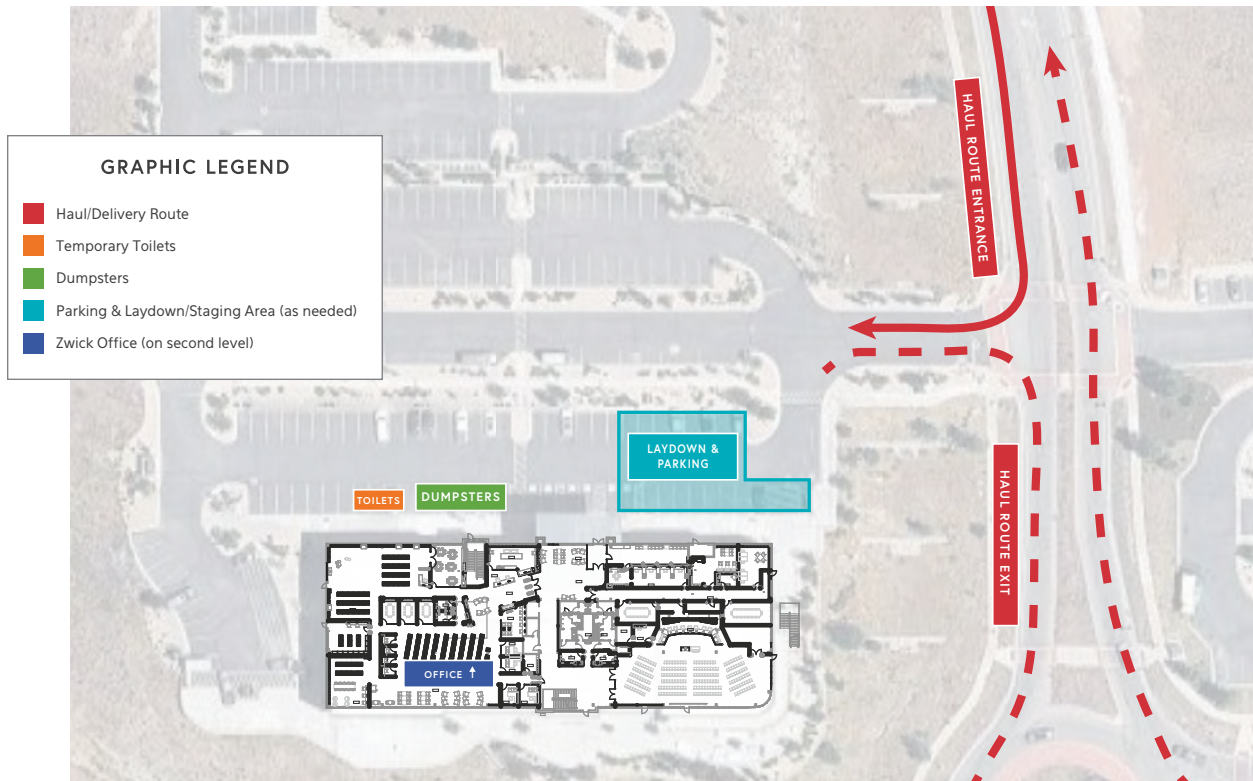 GRAPHIC LEGEND
Haul/Delivery Route
Temporary Toilets
Dumpsters
Parking & Laydown/Staging Area (as needed)
Zwick Office (on second level)
HAUL ROUTE ENTRANCE
LAYDOWN &
PARKING
TOILETS
DUMPSTERS
HAUL ROUTE EXIT
OFFICE ↑